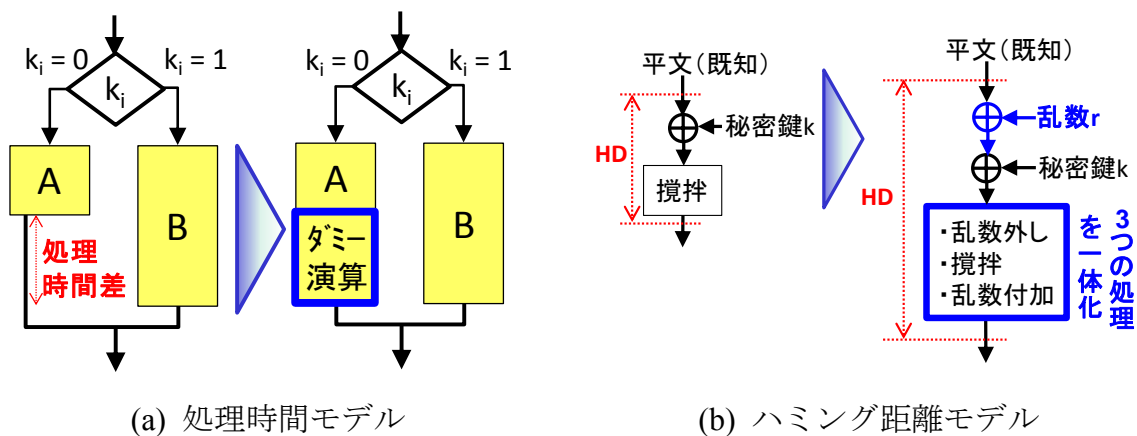 kᵢ = 0
kᵢ = 1
kᵢ
A
B
処理
時間差
kᵢ = 0
kᵢ = 1
kᵢ
A
ﾀﾞﾐｰ
演算
B
(a) 処理時間モデル
平文（既知）
秘密鍵k
HD
撹拌
平文（既知）
乱数r
秘密鍵k
HD
・乱数外し
・撹拌
・乱数付加
3つの処理
を一体化
(b) ハミング距離モデル